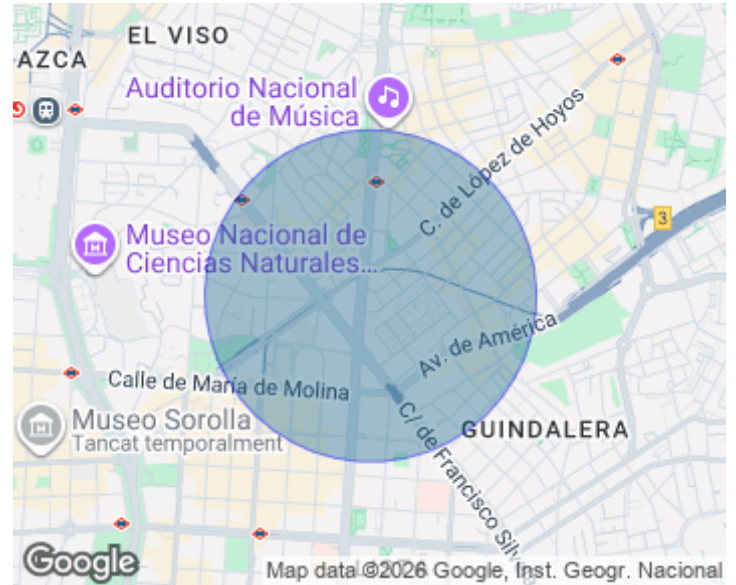 EL VISO
AZCA
Auditorio Nacional
de Música
C. de López de Hoyos
3
Museo Nacional de
Ciencias Naturales...
Av. de América
Calle de María de Molina
Museo Sorolla
Tancat temporalment
GUINDALERA
C/ de Francisco Silv
Google
Map data ©2026 Google, Inst. Geogr. Nacional